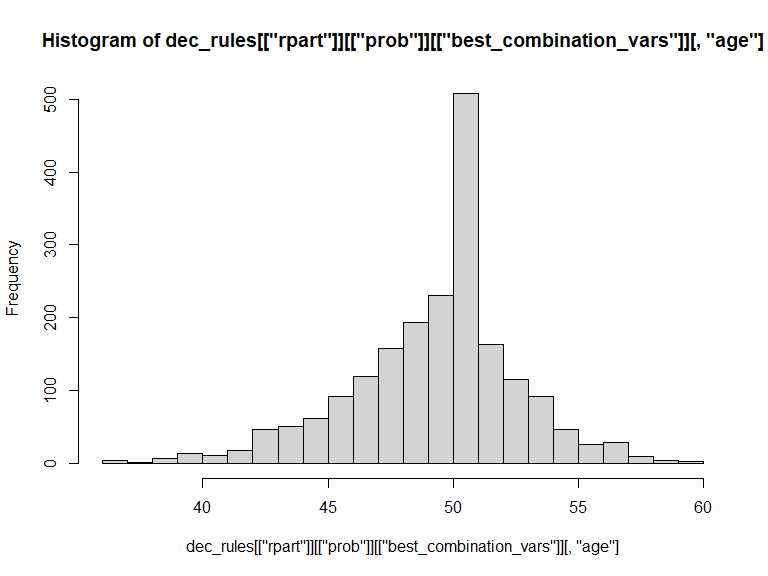 Histogram of dec_rules[["rpart"]][["prob"]][["best_combination_vars"]][, "age"]
500
400
300
200
100
0
Frequency
40 45 50 55 60
dec_rules[["rpart"]][["prob"]][["best_combination_vars"]][, "age"]